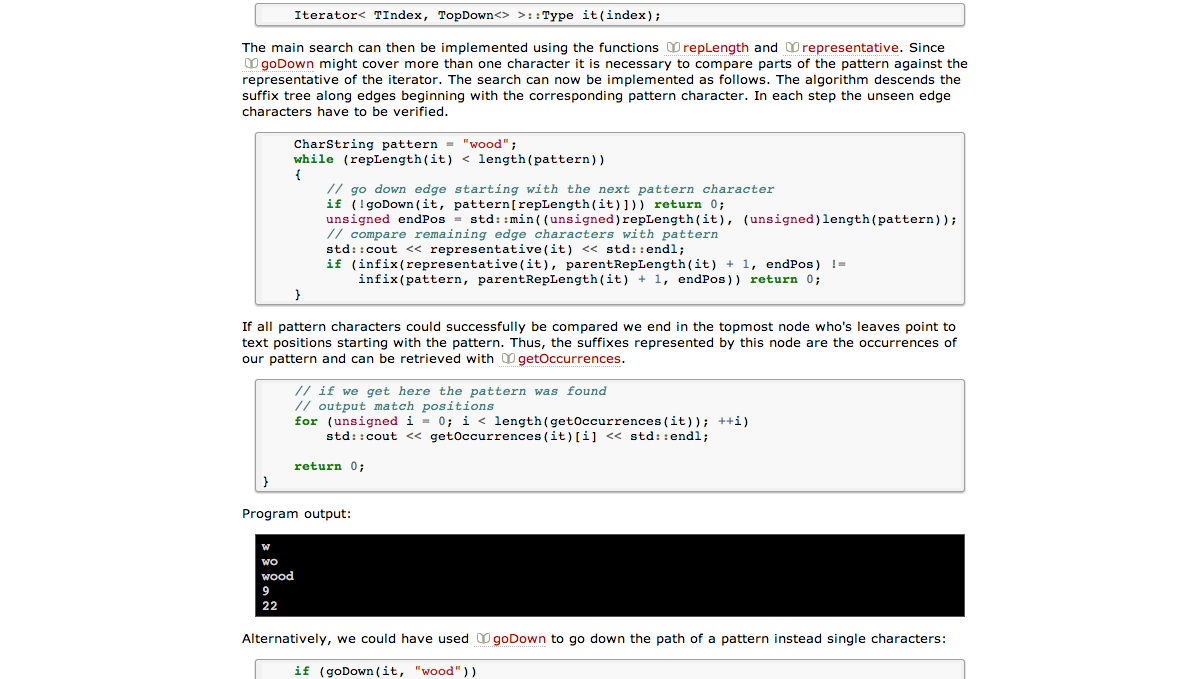 Iterator< TIndex, TopDown<> >::Type it(index);
The main search can then be implemented using the functions repLength and representative. Since
goDown might cover more than one character it is necessary to compare parts of the pattern against the
representative of the iterator. The search can now be implemented as follows. The algorithm descends the
suffix tree along edges beginning with the corresponding pattern character. In each step the unseen edge
characters have to be verified.
CharString pattern = "wood";
while (repLength(it) < length(pattern))
{
// go down edge starting with the next pattern character
if (!goDown(it, pattern[repLength(it)])) return 0;
unsigned endPos = std::min((unsigned)repLength(it), (unsigned)length(pattern));
// compare remaining edge characters with pattern
std::cout << representative(it) << std::endl;
if (infix(representative(it), parentRepLength(it) + 1, endPos) !=
infix(pattern, parentRepLength(it) + 1, endPos)) return 0;
}
If all pattern characters could successfully be compared we end in the topmost node who's leaves point to
text positions starting with the pattern. Thus, the suffixes represented by this node are the occurrences of
our pattern and can be retrieved with getOccurrences.
// if we get here the pattern was found
// output match positions
for (unsigned i = 0; i < length(getOccurrences(it)); ++i)
std::cout << getOccurrences(it)[i] << std::endl;
return 0;
}
Program output:
w
wo
wood
9
22
Alternatively, we could have used goDown to go down the path of a pattern instead single characters:
if (goDown(it, "wood"))